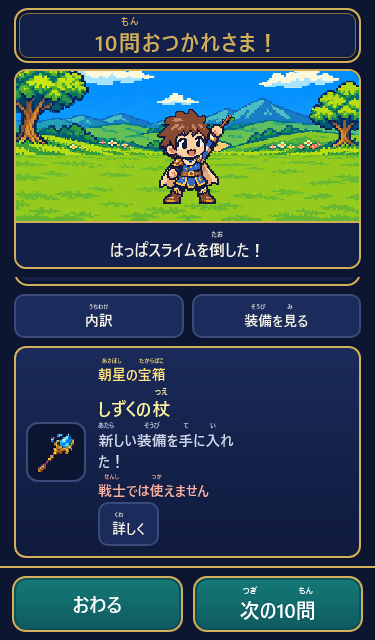 10問おつかれさま！
はっぱスライムを倒した！
内訳
装備を見る
朝星の宝箱
しずくの杖
新しい装備を手に入れ
た！
戦士では使えません
詳しく
おわる
次の10問